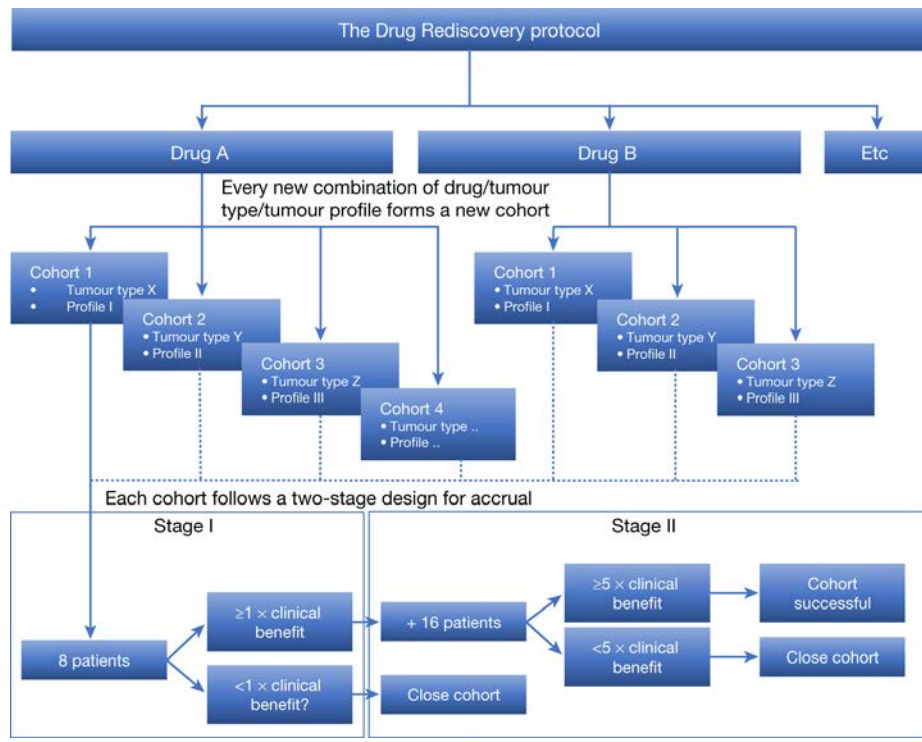 The Drug Rediscovery protocol
Drug A
Drug B
Etc
Every new combination of drug/tumour
type/tumour profile forms a new cohort
Cohort 1
• Tumour type X
• Profile I
Cohort 2
• Tumour type Y
• Profile II
Cohort 3
• Tumour type Z
• Profile III
Cohort 4
• Tumour type ..
• Profile ..
Cohort 1
• Tumour type X
• Profile I
Cohort 2
• Tumour type Y
• Profile II
Cohort 3
• Tumour type Z
• Profile III
Each cohort follows a two-stage design for accrual
Stage I
8 patients
≥1 × clinical
benefit
<1 × clinical
benefit?
Stage II
+ 16 patients
Close cohort
≥5 × clinical
benefit
<5 × clinical
benefit
Cohort
successful
Close cohort